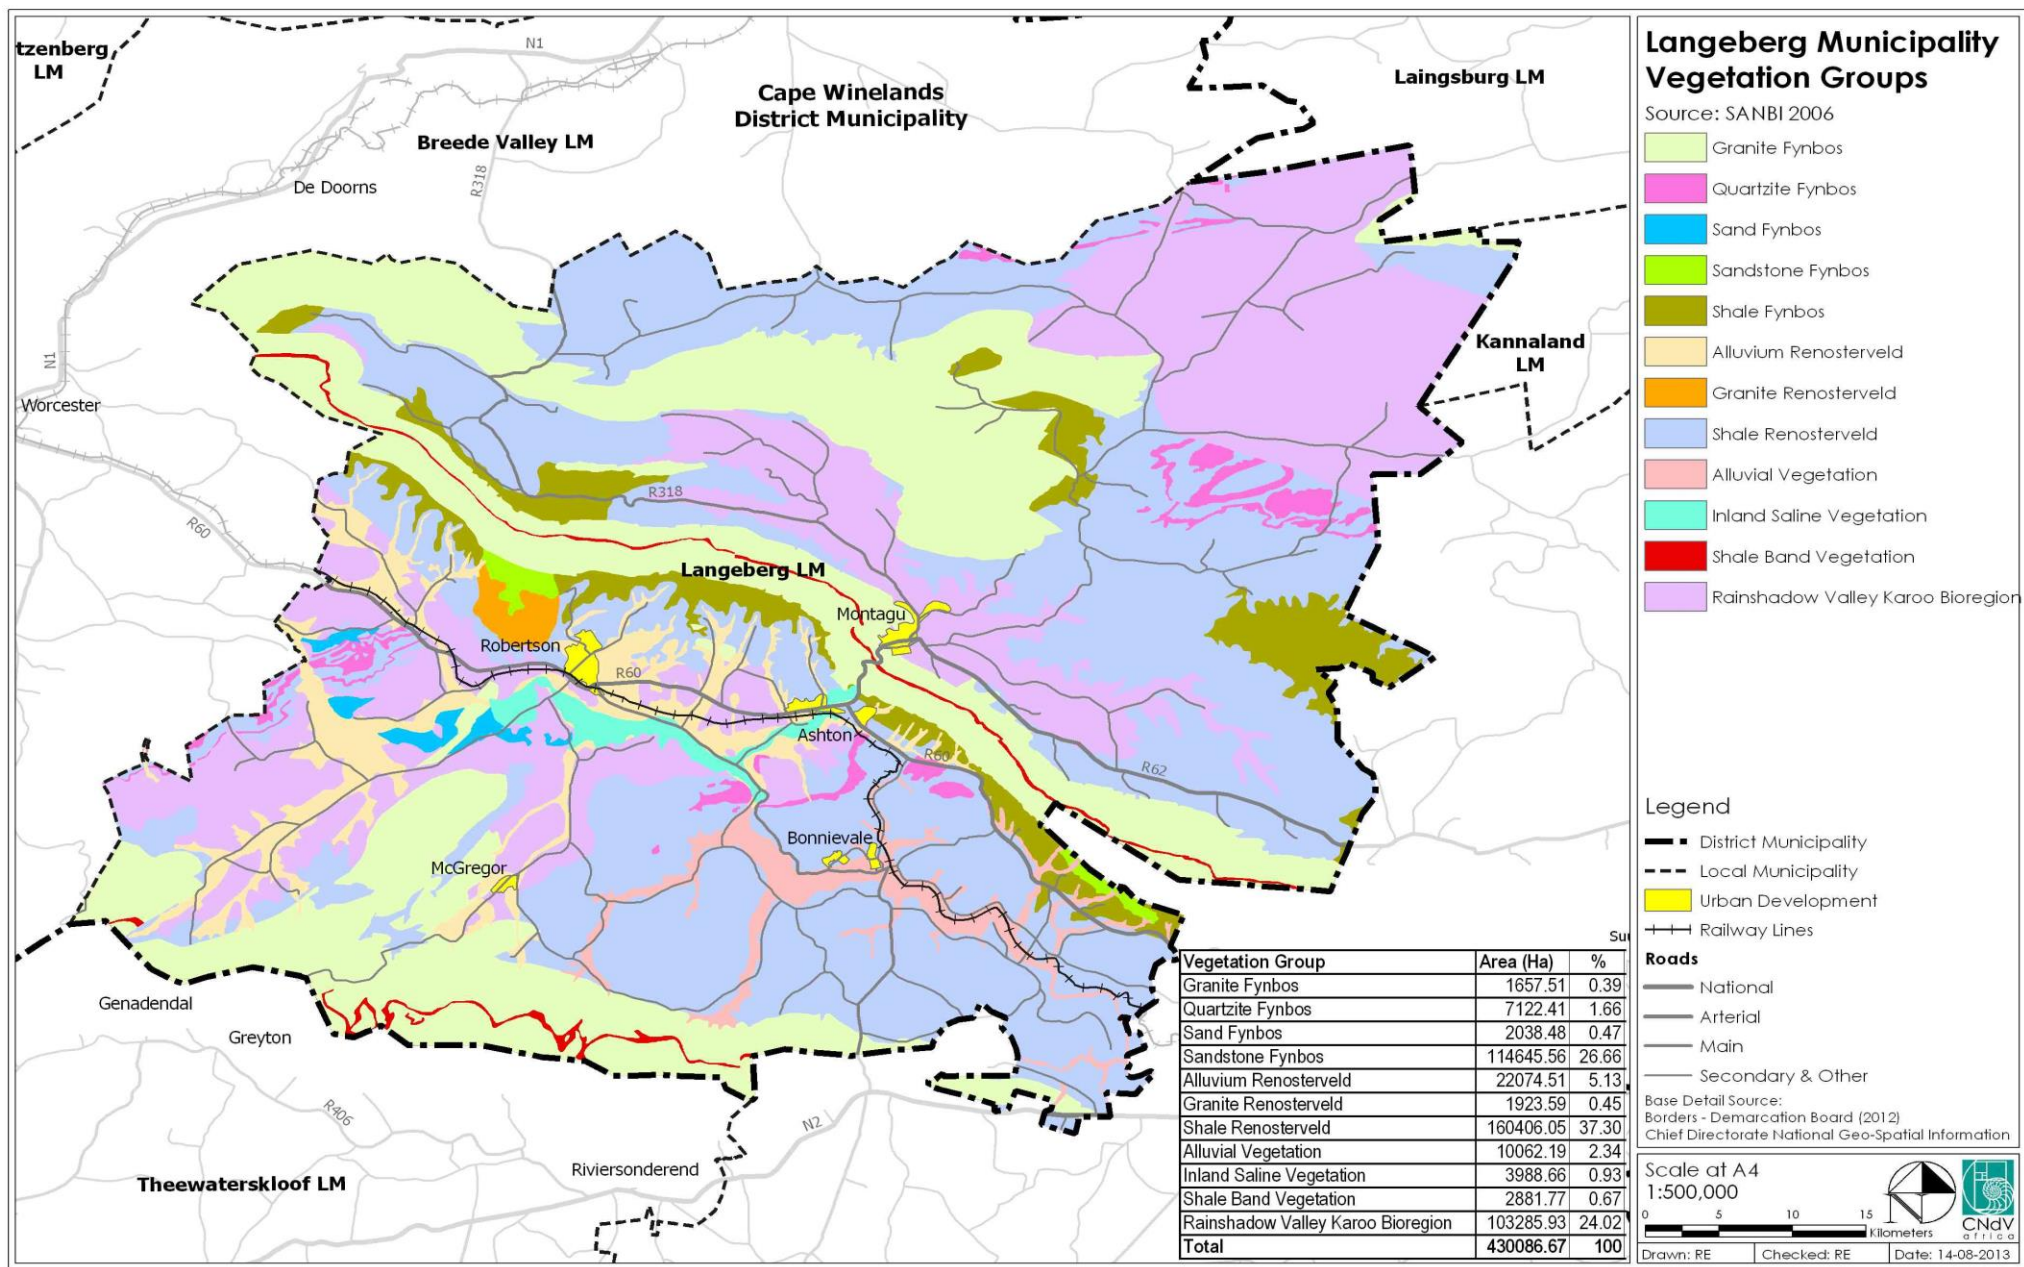 tzenberg
LM
N1
Cape Winelands
District Municipality
Laingsburg LM
Breede Valley LM
R318
De Doorns
N1
Kannaland
LM
Worcester
R318
R60
Langeberg LM
Montagu
Robertson
R60
Ashton
R60
R62
Bonnievale
McGregor
Genadendal
Greyton
R406
N2
Riviersonderend
Theewaterskloof LM
Su
Vegetation Group Area (Ha) %
Granite Fynbos 1657.51 0.39
Quartzite Fynbos 7122.41 1.66
Sand Fynbos 2038.48 0.47
Sandstone Fynbos 114645.56 26.66
Alluvium Renosterveld 22074.51 5.13
Granite Renosterveld 1923.59 0.45
Shale Renosterveld 160406.05 37.30
Alluvial Vegetation 10062.19 2.34
Inland Saline Vegetation 3988.66 0.93
Shale Band Vegetation 2881.77 0.67
Rainshadow Valley Karoo Bioregion 103285.93 24.02
Total 430086.67 100
Langeberg Municipality
Vegetation Groups
Source: SANBI 2006
Granite Fynbos
Quartzite Fynbos
Sand Fynbos
Sandstone Fynbos
Shale Fynbos
Alluvium Renosterveld
Granite Renosterveld
Shale Renosterveld
Alluvial Vegetation
Inland Saline Vegetation
Shale Band Vegetation
Rainshadow Valley Karoo Bioregion
Legend
District Municipality
Local Municipality
Urban Development
Railway Lines
Roads
National
Arterial
Main
Secondary & Other
Base Detail Source:
Borders - Demarcation Board (2012)
Chief Directorate National Geo-Spatial Information
Scale at A4
1:500,000
0 5 10 15
Kilometers
CNdV
africa
Drawn: RE Checked: RE Date: 14-08-2013